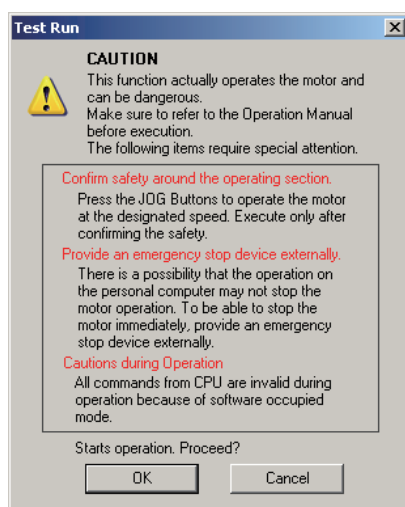 Test Run
CAUTION
This function actually operates the motor and
can be dangerous.
Make sure to refer to the Operation Manual
before execution.
The following items require special attention.
Confirm safety around the operating section.
Press the JOG Buttons to operate the motor
at the designated speed. Execute only after
confirming the safety.
Provide an emergency stop device externally.
There is a possibility that the operation on
the personal computer may not stop the
motor operation. To be able to stop the
motor immediately, provide an emergency
stop device externally.
Cautions during Operation
All commands from CPU are invalid during
operation because of software occupied
mode.
Starts operation. Proceed?
OK
Cancel